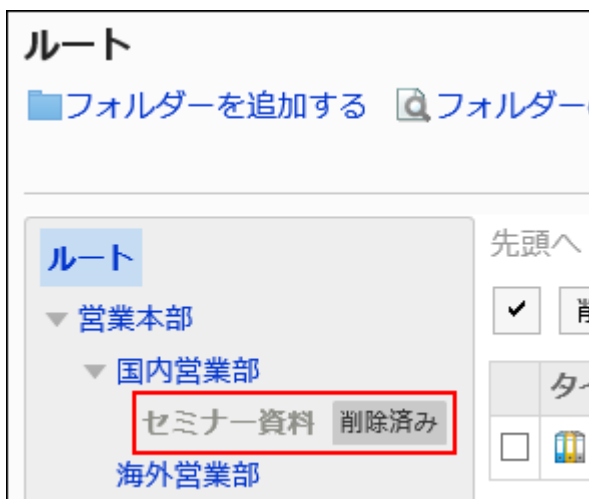 ルート
フォルダーを追加する フォルダー
ルート
営業本部
国内営業部
セミナー資料 削除済み
海外営業部
先頭へ